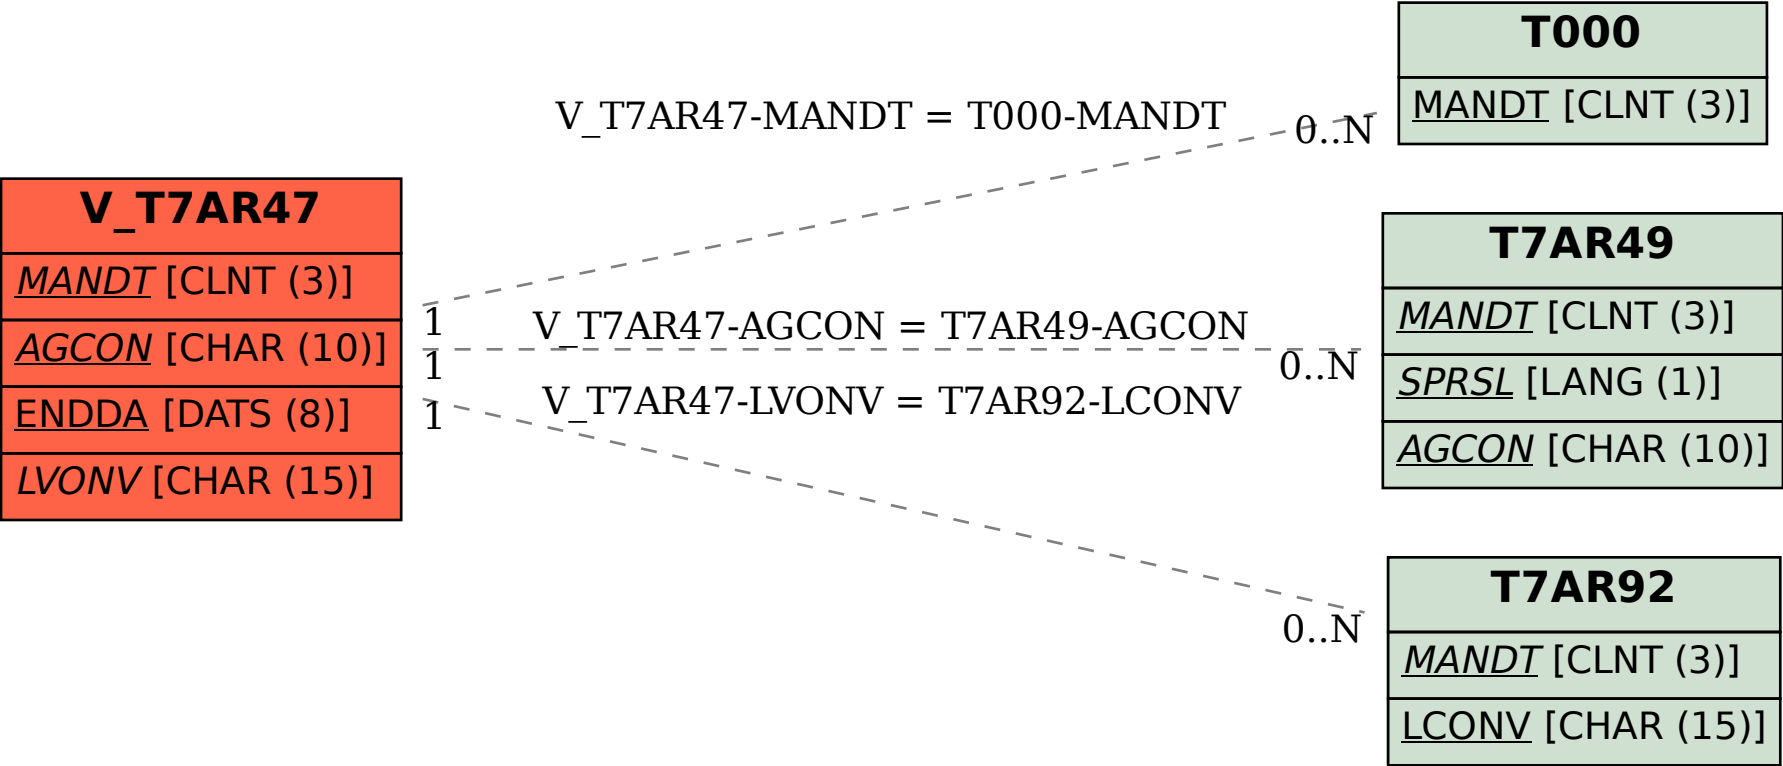 V_T7AR47
MANDT [CLNT (3)]
AGCON [CHAR (10)]
ENDDA [DATS (8)]
LVONV [CHAR (15)]
V_T7AR47-MANDT = T000-MANDT
0..N
1
V_T7AR47-AGCON = T7AR49-AGCON
0..N
1
V_T7AR47-LVONV = T7AR92-LCONV
0..N
1
T000
MANDT [CLNT (3)]
T7AR49
MANDT [CLNT (3)]
SPRSL [LANG (1)]
AGCON [CHAR (10)]
T7AR92
MANDT [CLNT (3)]
LCONV [CHAR (15)]